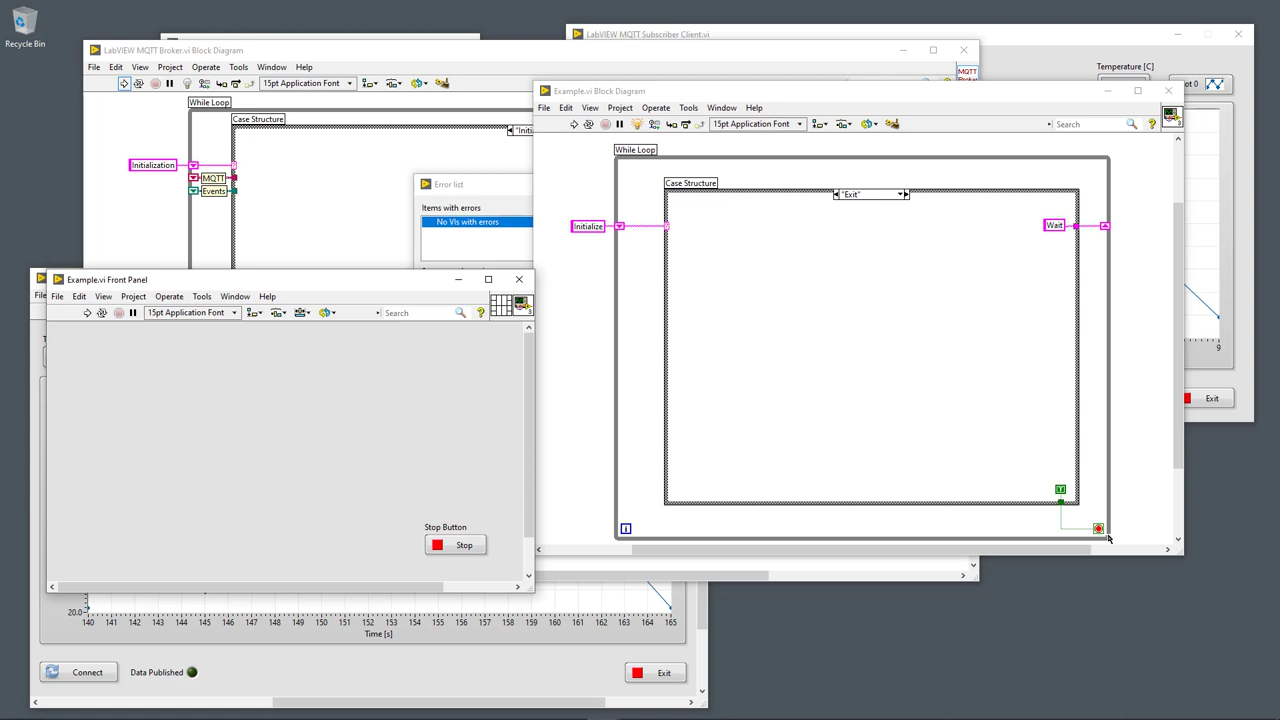 Recycle Bin
LabVIEW MQTT Subscriber Client.vi
Temperature [C]
Plot 0
9
Exit
LabVIEW MQTT Broker.vi Block Diagram
File Edit View Project Operate Tools Window Help
15pt Application Font
MQTT
While Loop
Case Structure
Initialization
MQTT
Events
Error list
Items with errors
No VIs with errors
Example.vi Block Diagram
File Edit View Project Operate Tools Window Help
15pt Application Font
Search
While Loop
Case Structure
"Exit"
Initialize
Wait
T
i
Example.vi Front Panel
File Edit View Project Operate Tools Window Help
15pt Application Font
Search
3
Stop Button
Stop
20.0
140 141 142 143 144 145 146 147 148 149 150 151 152 153 154 155 156 157 158 159 160 161 162 163 164 165
Time [s]
Connect
Data Published
Exit